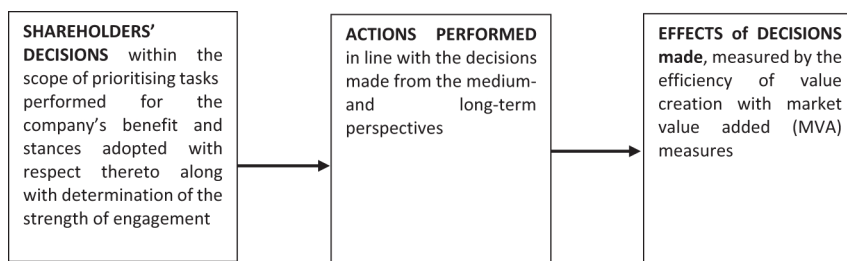 SHAREHOLDERS'
DECISIONS within the
scope of prioritising tasks
performed for the
company's benefit and
stances adopted with
respect thereto along
with determination of the
strength of engagement
ACTIONS PERFORMED
in line with the decisions
made from the medium-
and long-term
perspectives
EFFECTS of DECISIONS
made, measured by the
efficiency of value
creation with market
value added (MVA)
measures